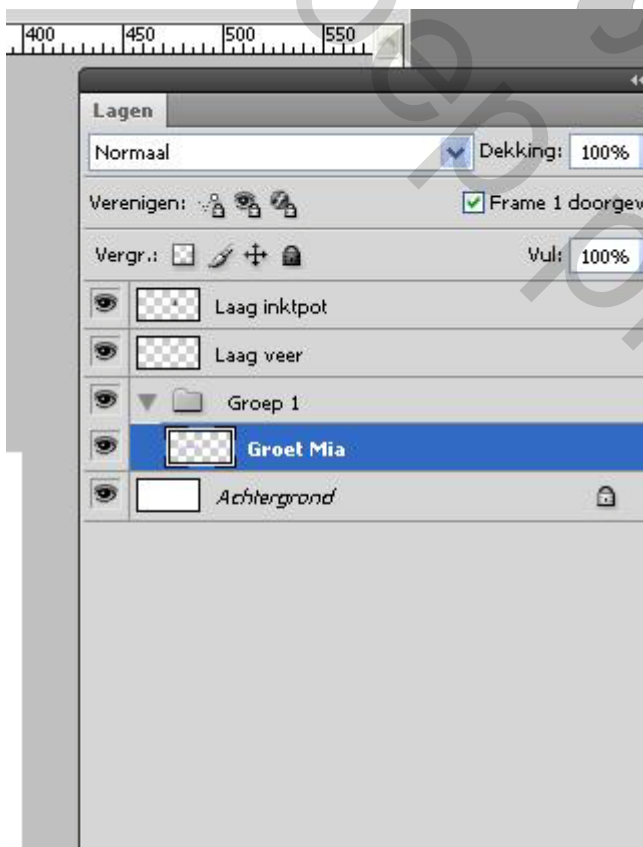 400 450 500 550
Lagen
Normaal Dekking: 100%
Verenigen: Frame 1 doorgev
Vergr.: Vul: 100%
Laag inktpot
Laag veer
Groep 1
Groet Mia
Achtergrond